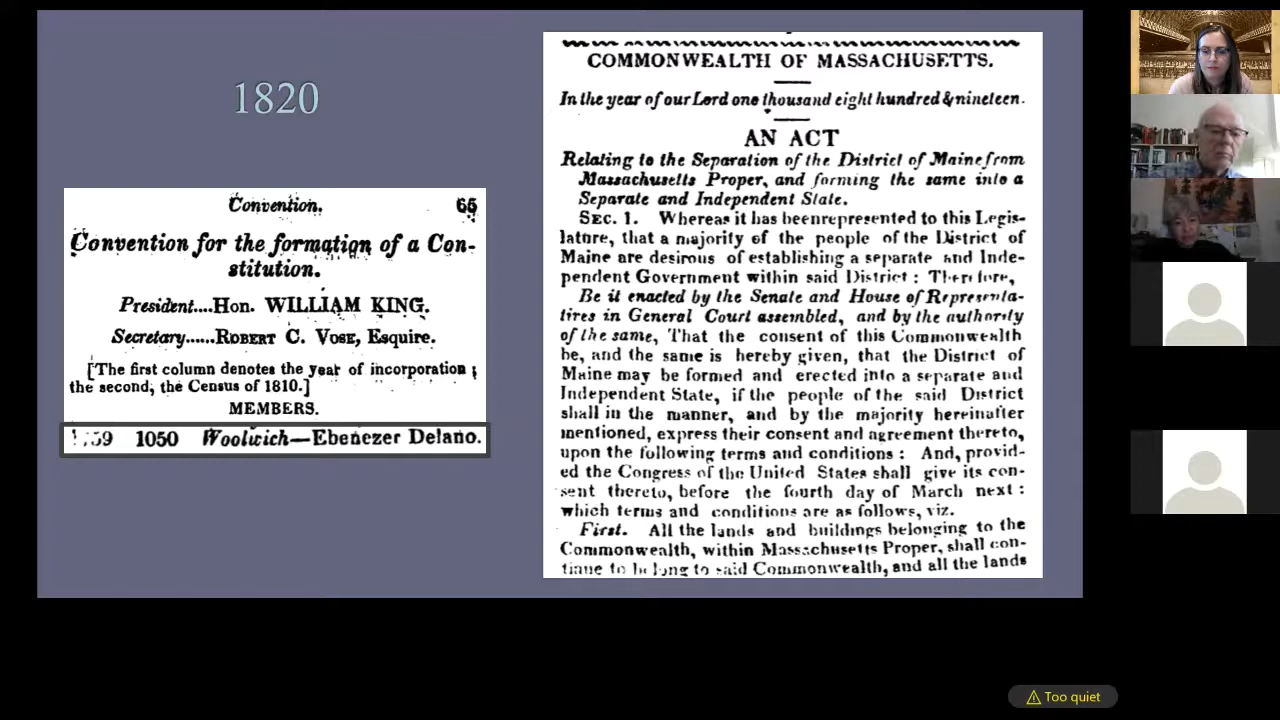 1820
Convention. 65
Convention for the formation of a Con-
stitution.
President....Hon. WILLIAM KING.
Secretary......ROBERT C. VOSE, Esquire.
[The first column denotes the year of incorporation;
the second, the Census of 1810.]
MEMBERS.
1759 1050 Woolwich—Ebenezer Delano.
COMMONWEALTH OF MASSACHUSETTS.
In the year of our Lord one thousand eight hundred & nineteen.
AN ACT
Relating to the Separation of the District of Maine from
Massachusetts Proper, and forming the same into a
Separate and Independent State.
SEC. 1. Whereas it has been represented to this Legis-
lature, that a majority of the people of the District of
Maine are desirous of establishing a separate and Inde-
pendent Government within said District : Therefore,
Be it enacted by the Senate and House of Representa-
tives in General Court assembled, and by the authority
of the same, That the consent of this Commonwealth
be, and the same is hereby given, that the District of
Maine may be formed and erected into a separate and
Independent State, if the people of the said District
shall in the manner, and by the majority hereinafter
mentioned, express their consent and agreement thereto,
upon the following terms and conditions : And, provid-
ed the Congress of the United States shall give its con-
sent thereto, before the fourth day of March next :
which terms and conditions are as follows, viz.
First. All the lands and buildings belonging to the
Commonwealth, within Massachusetts Proper, shall con-
tinue to belong to said Commonwealth, and all the lands
Too quiet